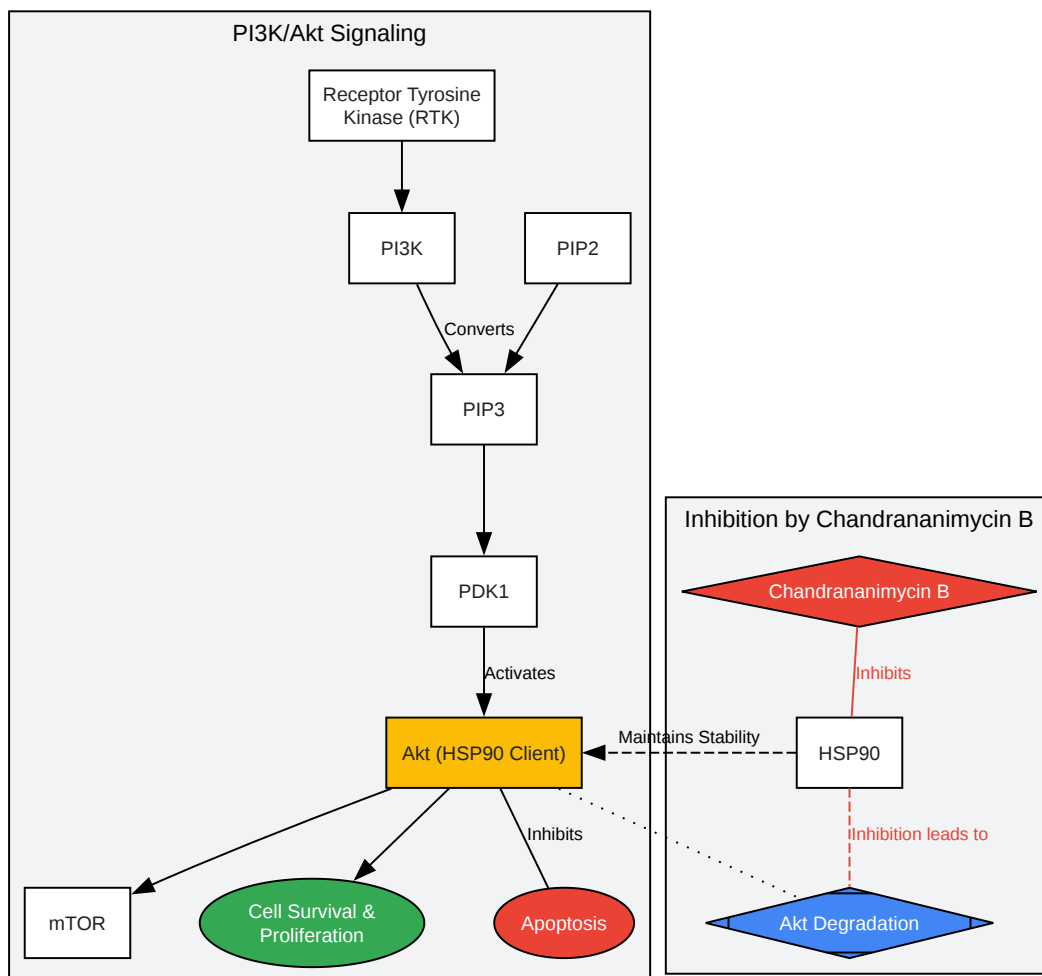 PI3K/Akt Signaling
Receptor Tyrosine
Kinase (RTK)
PI3K
PIP2
Converts
PIP3
PDK1
Activates
Akt (HSP90 Client)
Inhibits
mTOR
Cell Survival &
Proliferation
Apoptosis
Inhibition by Chandrananimycin B
Chandrananimycin B
Inhibits
Maintains Stability
HSP90
Inhibition leads to
Akt Degradation